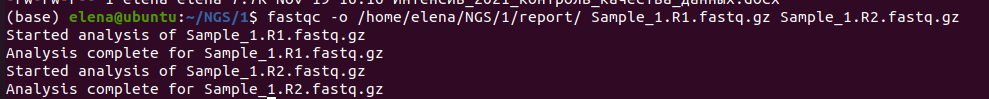 (base) elena@ubuntu:~/NGS/1$ fastqc -o /home/elena/NGS/1/report/ Sample_1.R1.fastq.gz Sample_1.R2.fastq.gz
Started analysis of Sample_1.R1.fastq.gz
Analysis complete for Sample_1.R1.fastq.gz
Started analysis of Sample_1.R2.fastq.gz
Analysis complete for Sample_1.R2.fastq.gz